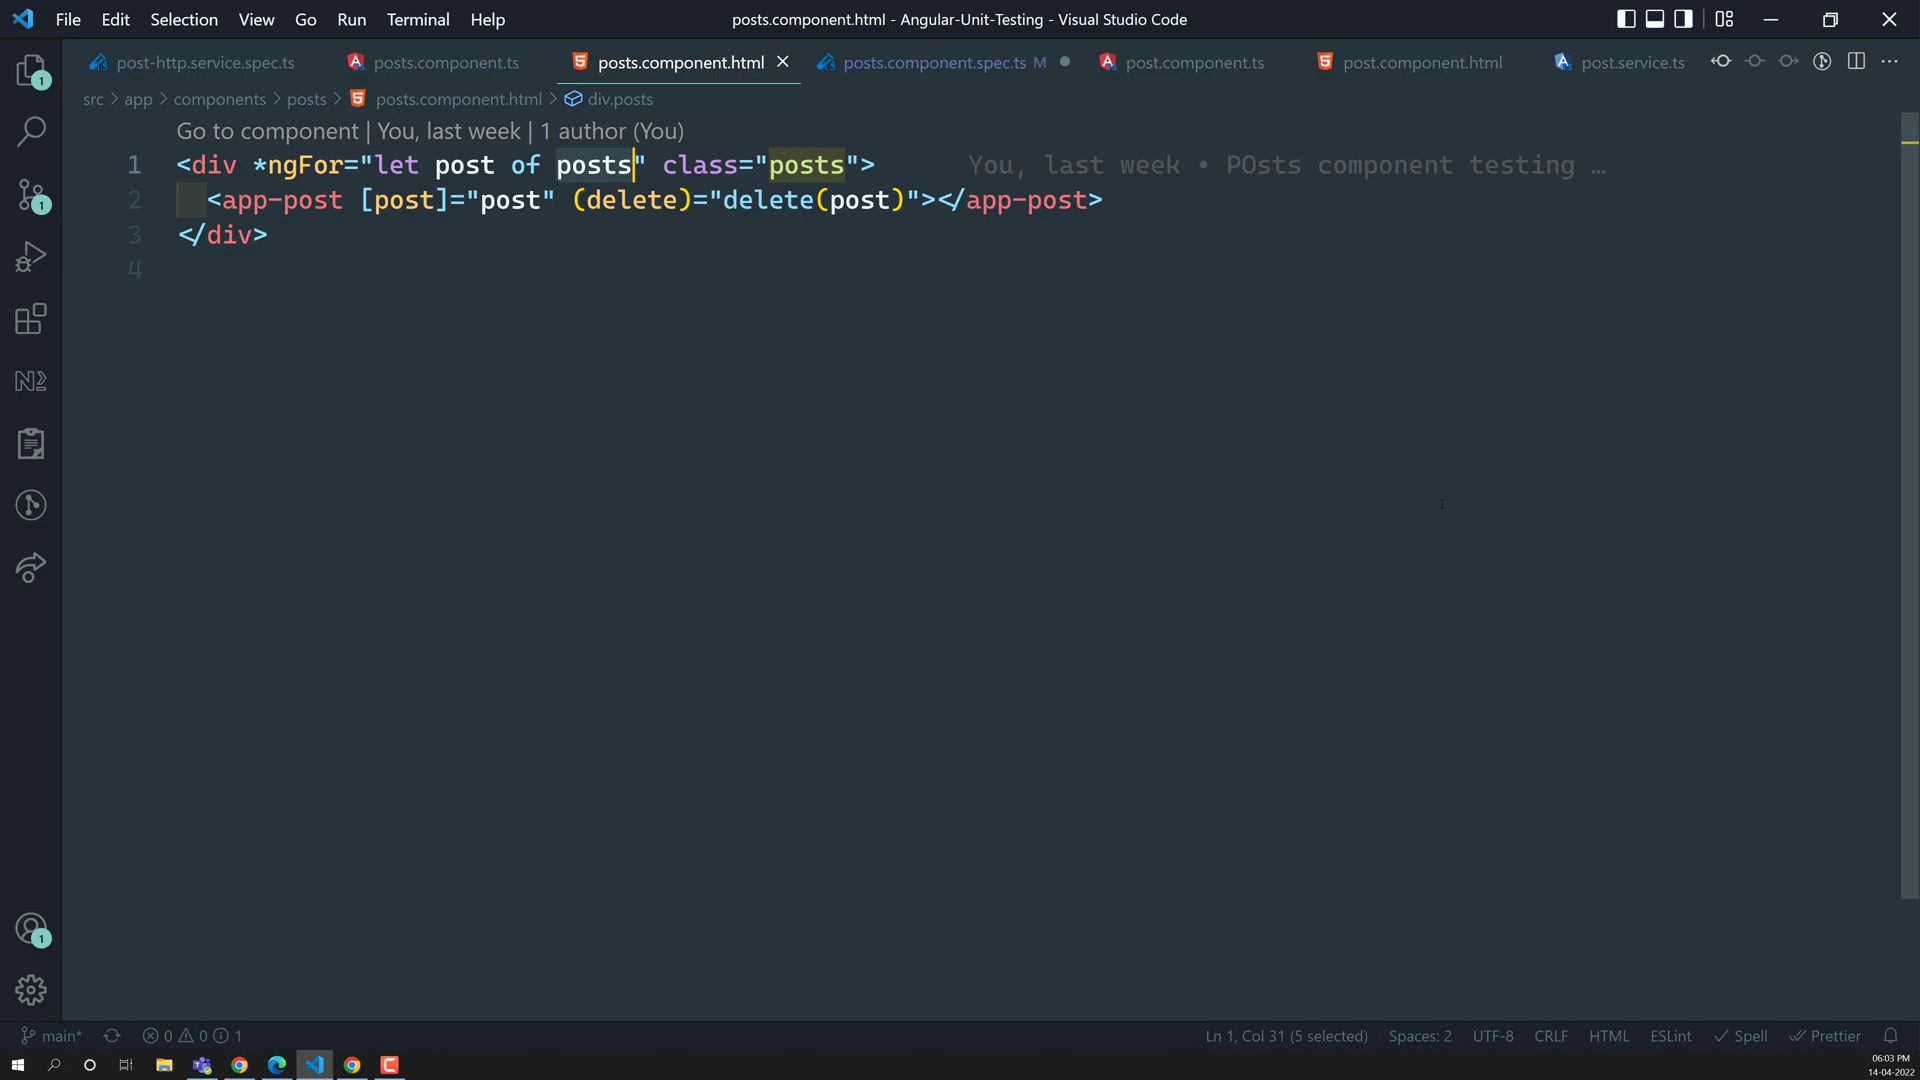 File Edit Selection View Go Run Terminal Help posts.component.html - Angular-Unit-Testing - Visual Studio Code
post-http.service.spec.ts posts.component.ts posts.component.html posts.component.spec.ts M post.component.ts post.component.html post.service.ts
src > app > components > posts > posts.component.html > div.posts
Go to component | You, last week | 1 author (You)
1 <div *ngFor="let post of posts" class="posts"> You, last week • POsts component testing …
2 <app-post [post]="post" (delete)="delete(post)"></app-post>
3 </div>
4
1
1
1
main* 0 0 1 Ln 1, Col 31 (5 selected) Spaces: 2 UTF-8 CRLF HTML ESLint Spell Prettier
06:03 PM
14-04-2022